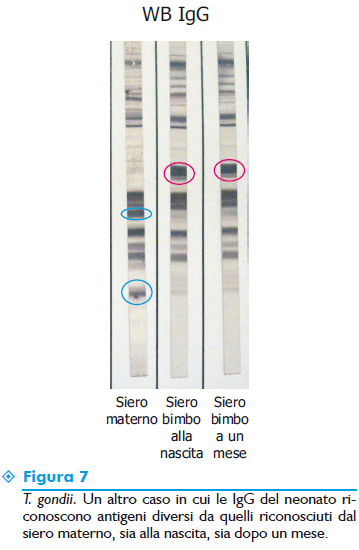 WB IgG
Siero materno
Siero bimbo alla nascita
Siero bimbo a un mese
Figura 7
T. gondii. Un altro caso in cui le IgG del neonato ri-
conoscono antigeni diversi da quelli riconosciuti dal
siero materno, sia alla nascita, sia dopo un mese.